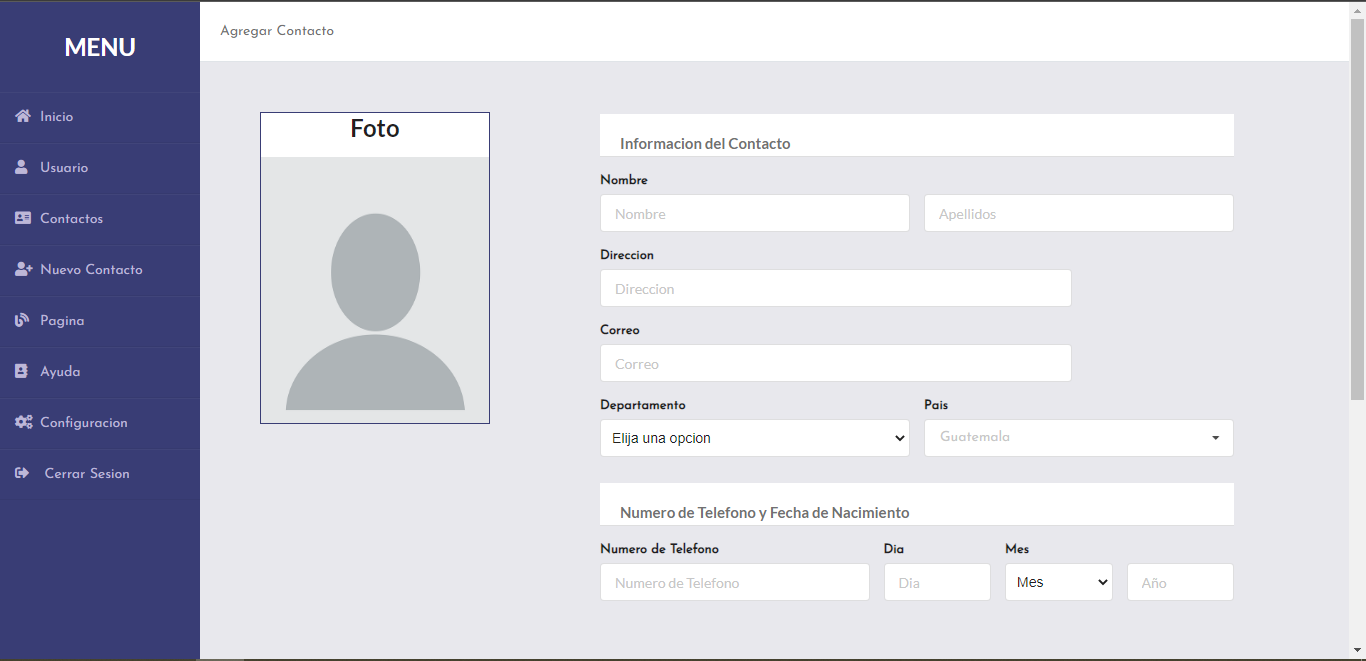 MENU
Inicio
Usuario
Contactos
Nuevo Contacto
Pagina
Ayuda
Configuracion
Cerrar Sesion
Agregar Contacto
Foto
Informacion del Contacto
Nombre
Nombre Apellidos
Direccion
Direccion
Correo
Correo
Departamento Pais
Elija una opcion Guatemala
Numero de Telefono y Fecha de Nacimiento
Numero de Telefono Dia Mes
Numero de Telefono Dia Mes Año